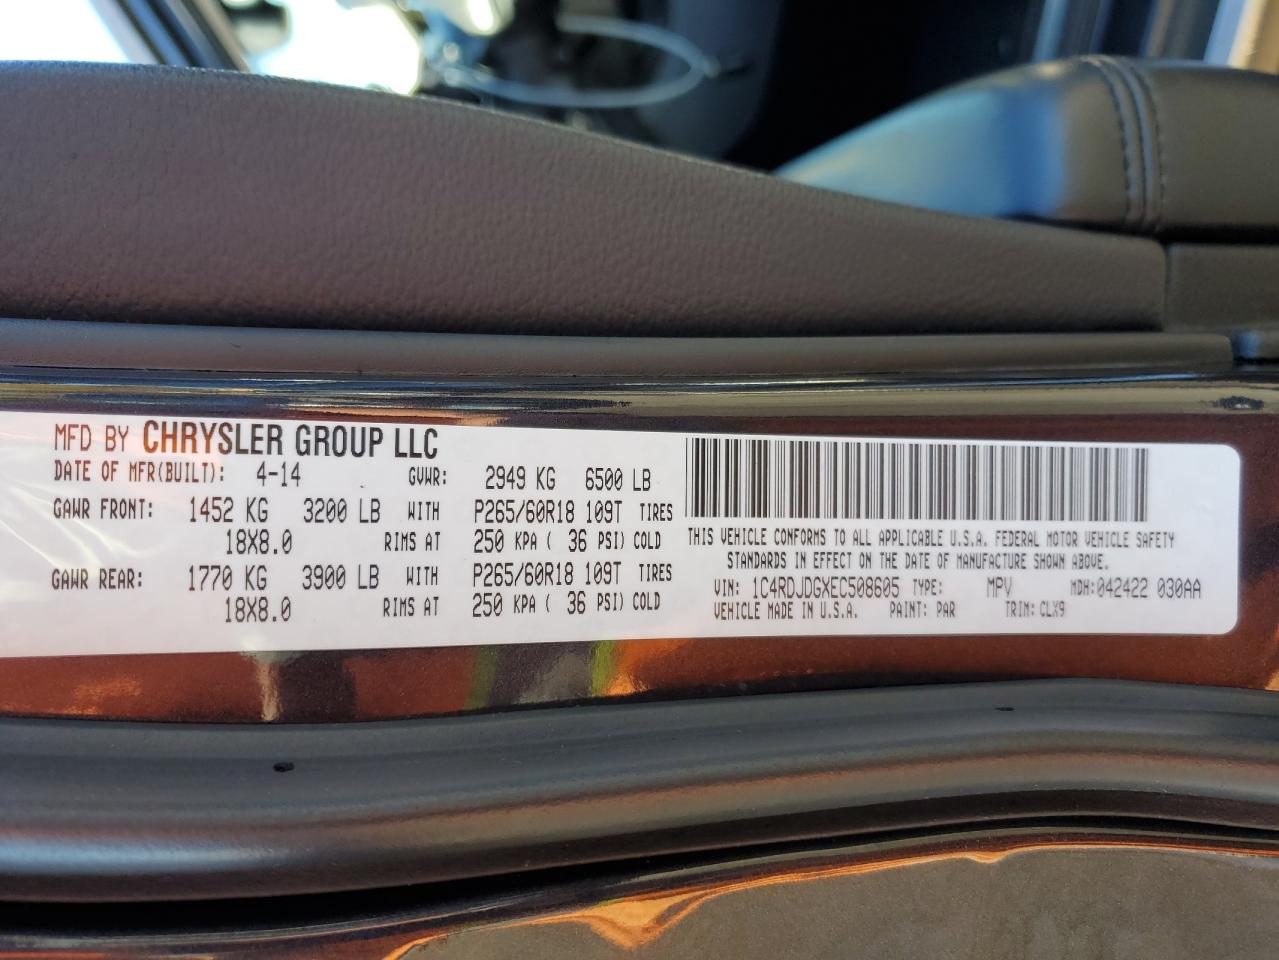 MFD BY CHRYSLER GROUP LLC
DATE OF MFR(BUILT): 4-14 GVWR: 2949 KG 6500 LB
GAWR FRONT: 1452 KG 3200 LB WITH P265/60R18 109T TIRES
18X8.0 RIMS AT 250 KPA ( 36 PSI) COLD
GAWR REAR: 1770 KG 3900 LB WITH P265/60R18 109T TIRES
18X8.0 RIMS AT 250 KPA ( 36 PSI) COLD
THIS VEHICLE CONFORMS TO ALL APPLICABLE U.S.A. FEDERAL MOTOR VEHICLE SAFETY
STANDARDS IN EFFECT ON THE DATE OF MANUFACTURE SHOWN ABOVE.
VIN: 1C4RDJDGXEC508605 TYPE: MPV MDH:042422 030AA
VEHICLE MADE IN U.S.A. PAINT: PAR TRIM: CLX9